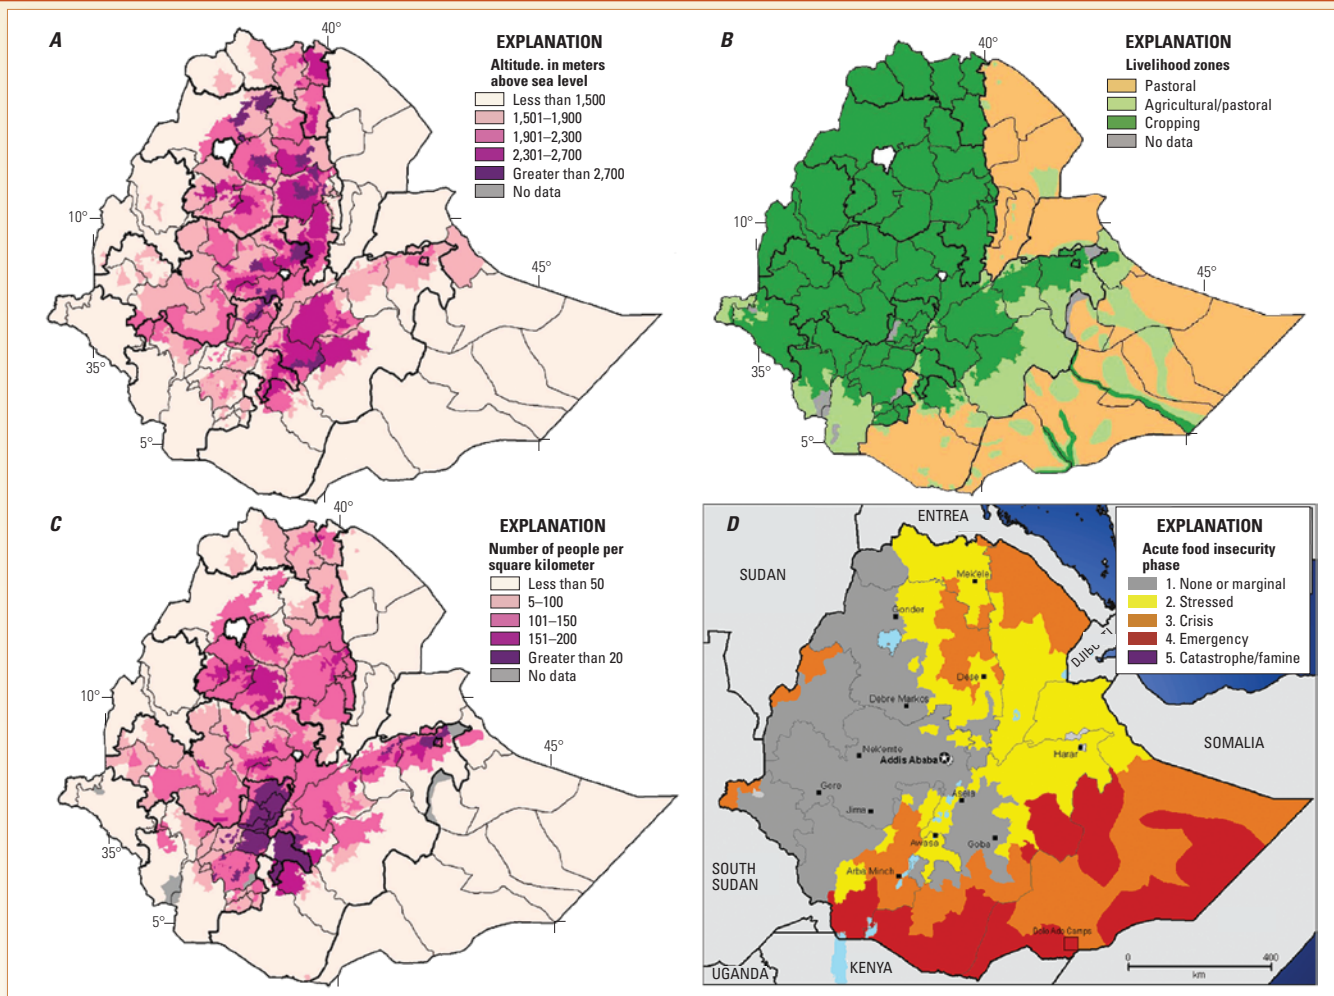 A
40°
EXPLANATION
Altitude. in meters
above sea level
Less than 1,500
1,501–1,900
1,901–2,300
2,301–2,700
Greater than 2,700
No data
10°
45°
35°
5°
B
40°
EXPLANATION
Livelihood zones
Pastoral
Agricultural/pastoral
Cropping
No data
10°
45°
35°
5°
C
40°
EXPLANATION
Number of people per
square kilometer
Less than 50
5–100
101–150
151–200
Greater than 20
No data
10°
45°
35°
5°
D
ENTREA
EXPLANATION
Acute food insecurity
phase
1. None or marginal
2. Stressed
3. Crisis
4. Emergency
5. Catastrophe/famine
SUDAN
Mek'ele
Gonder
DJIBOUTI
Dese
Debre Markos
SOMALIA
Nek'emte
Addis Ababa
Harar
Gore
Asela
Jima
Awasa
Goba
SOUTH
SUDAN
Arba Minch
Dolo Ado Camps
UGANDA
KENYA
0
400
km